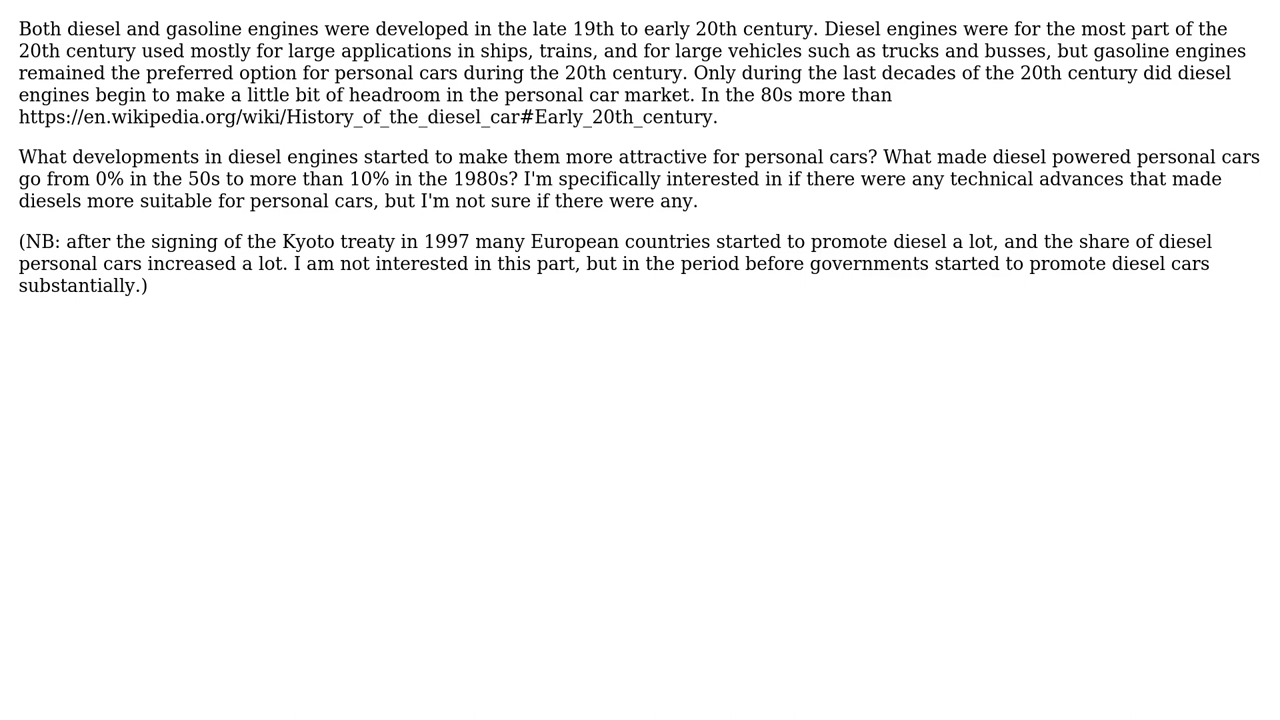 Both diesel and gasoline engines were developed in the late 19th to early 20th century. Diesel engines were for the most part of the
20th century used mostly for large applications in ships, trains, and for large vehicles such as trucks and busses, but gasoline engines
remained the preferred option for personal cars during the 20th century. Only during the last decades of the 20th century did diesel
engines begin to make a little bit of headroom in the personal car market. In the 80s more than
https://en.wikipedia.org/wiki/History_of_the_diesel_car#Early_20th_century.
What developments in diesel engines started to make them more attractive for personal cars? What made diesel powered personal cars
go from 0% in the 50s to more than 10% in the 1980s? I'm specifically interested in if there were any technical advances that made
diesels more suitable for personal cars, but I'm not sure if there were any.
(NB: after the signing of the Kyoto treaty in 1997 many European countries started to promote diesel a lot, and the share of diesel
personal cars increased a lot. I am not interested in this part, but in the period before governments started to promote diesel cars
substantially.)